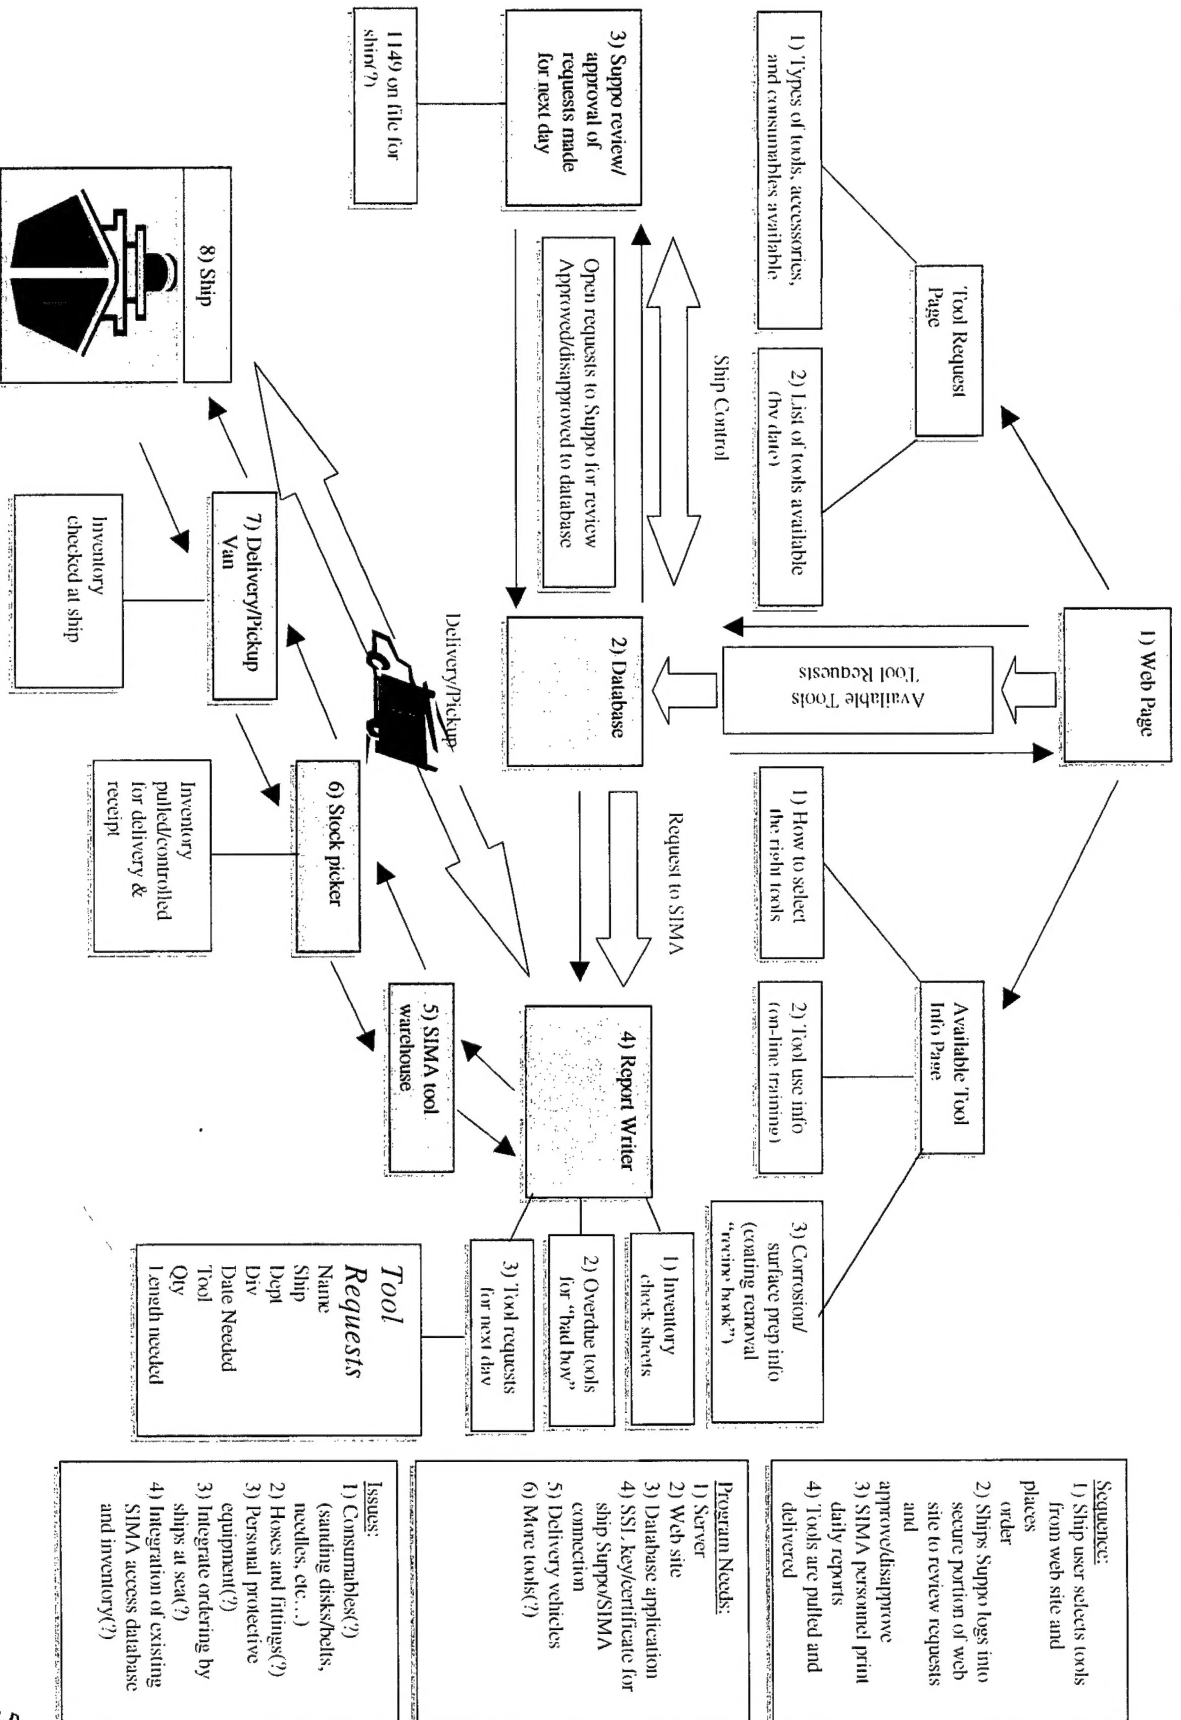 1) Web Page
Tool Request
Page
1) Types of tools, accessories,
and consumables available
2) List of tools available
(by date)
Available Tool
Info Page
1) How to select
the right tools
2) Tool use info
(on-line training)
3) Corrosion/
surface prep info
(coating removal
"recipe book")
Available Tools
Tool Requests
Ship Control
3) Suppo review/
approval of
requests made
for next day
1149 on file for
ship(?)
Open requests to Suppo for review
Approved/disapproved to database
2) Database
Request to SIMA
4) Report Writer
1) Inventory
check sheets
2) Overdue tools
for "bad boy"
3) Tool requests
for next day
Tool
Requests
Name
Ship
Dept
Div
Date Needed
Tool
Qty
Length needed
Delivery/Pickup
5) SIMA tool
warehouse
6) Stock picker
Inventory
pulled/controlled
for delivery &
receipt
7) Delivery/Pickup
Van
Inventory
checked at ship
8) Ship
Sequence:
1) Ship user selects tools
from web site and
places
order
2) Ships Suppo logs into
secure portion of web
site to review requests
and
approve/disapprove
3) SIMA personnel print
daily reports
4) Tools are pulled and
delivered
Program Needs:
1) Server
2) Web site
3) Database application
4) SSL key/certificate for
ship Suppo/SIMA
connection
5) Delivery vehicles
6) More tools(?)
Issues:
1) Consumables(?)
(sanding disks/belts,
needles, etc…)
2) Hoses and fittings(?)
3) Personal protective
equipment(?)
3) Integrate ordering by
ships at sea(?)
4) Integration of existing
SIMA access database
and inventory(?)